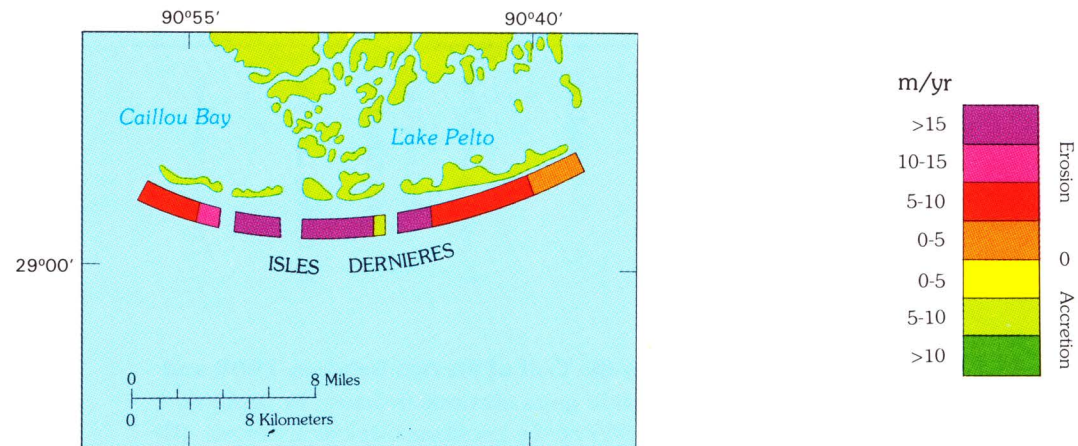 90°55'
90°40'
Caillou Bay
Lake Pelto
29°00'
ISLES DERNIERES
0 8 Miles
0 8 Kilometers
m/yr
>15
10-15
5-10
0-5
0-5
5-10
>10
Erosion
0
Accretion